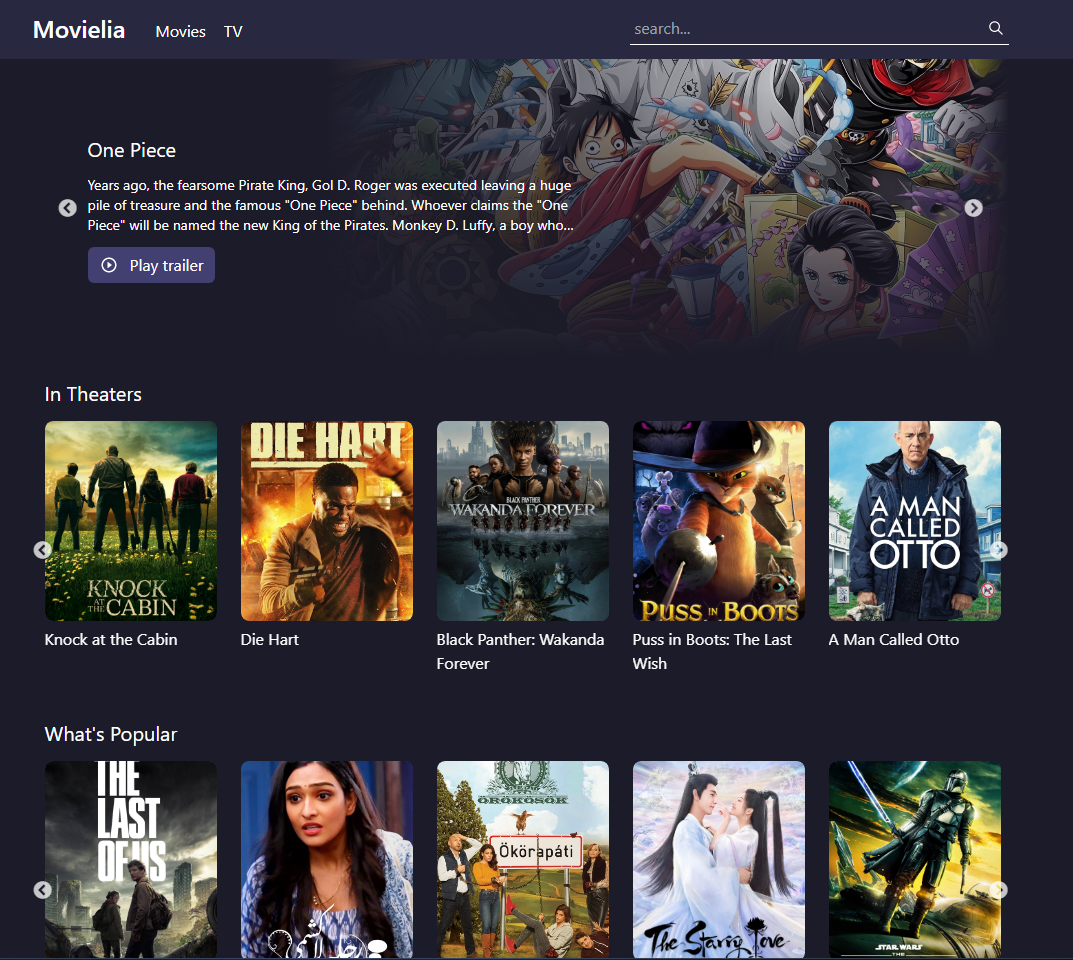 Movielia
Movies
TV
search...
One Piece
Years ago, the fearsome Pirate King, Gol D. Roger was executed leaving a huge
pile of treasure and the famous "One Piece" behind. Whoever claims the "One
Piece" will be named the new King of the Pirates. Monkey D. Luffy, a boy who...
Play trailer
In Theaters
KNOCK
AT THE CABIN
DIE HART
BLACK PANTHER
WAKANDA FOREVER
PUSS IN BOOTS
A MAN
CALLED
OTTO
Knock at the Cabin
Die Hart
Black Panther: Wakanda
Forever
Puss in Boots: The Last
Wish
A Man Called Otto
What's Popular
THE
LAST
OF US
ÖRÖKÖSÖK
Ökörapáti
The Starry Love
STAR WARS
THE